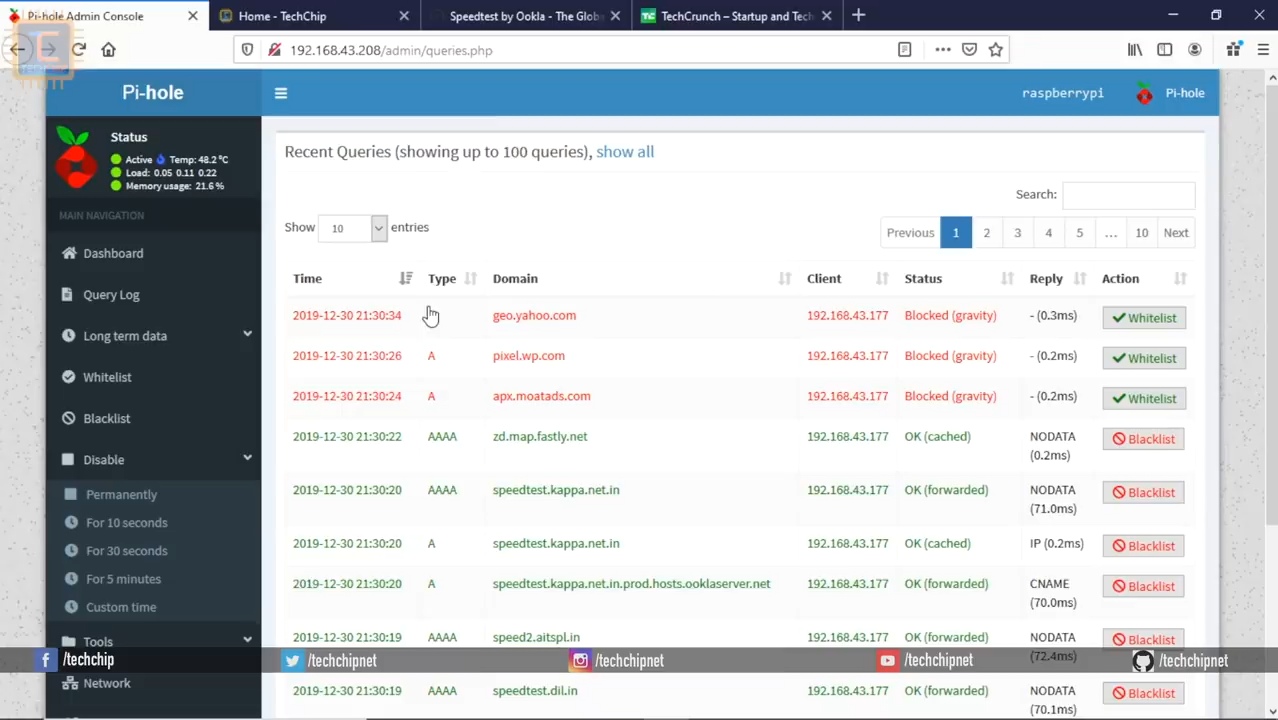 Pi-hole Admin Console
Home - TechChip
Speedtest by Ookla - The Globa
TechCrunch – Startup and Tech
192.168.43.208/admin/queries.php
Pi-hole
raspberrypi
Pi-hole
Status
Active Temp: 48.2 °C
Load: 0.05 0.11 0.22
Memory usage: 21.6 %
MAIN NAVIGATION
Dashboard
Query Log
Long term data
Whitelist
Blacklist
Disable
Permanently
For 10 seconds
For 30 seconds
For 5 minutes
Custom time
Tools
Network
Recent Queries (showing up to 100 queries), show all
Search:
Show 10 entries
Previous 1 2 3 4 5 ... 10 Next
Time Type Domain Client Status Reply Action
2019-12-30 21:30:34 geo.yahoo.com 192.168.43.177 Blocked (gravity) - (0.3ms) Whitelist
2019-12-30 21:30:26 A pixel.wp.com 192.168.43.177 Blocked (gravity) - (0.2ms) Whitelist
2019-12-30 21:30:24 A apx.moatads.com 192.168.43.177 Blocked (gravity) - (0.2ms) Whitelist
2019-12-30 21:30:22 AAAA zd.map.fastly.net 192.168.43.177 OK (cached) NODATA Blacklist
(0.2ms)
2019-12-30 21:30:20 AAAA speedtest.kappa.net.in 192.168.43.177 OK (forwarded) NODATA Blacklist
(71.0ms)
2019-12-30 21:30:20 A speedtest.kappa.net.in 192.168.43.177 OK (cached) IP (0.2ms) Blacklist
2019-12-30 21:30:20 A speedtest.kappa.net.in.prod.hosts.ooklaserver.net 192.168.43.177 OK (forwarded) CNAME Blacklist
(70.0ms)
2019-12-30 21:30:19 AAAA speed2.aitspl.in 192.168.43.177 OK (forwarded) NODATA Blacklist
(72.4ms)
2019-12-30 21:30:19 AAAA speedtest.dil.in 192.168.43.177 OK (forwarded) NODATA Blacklist
(70.1ms)
/techchip /techchipnet /techchipnet /techchipnet /techchipnet